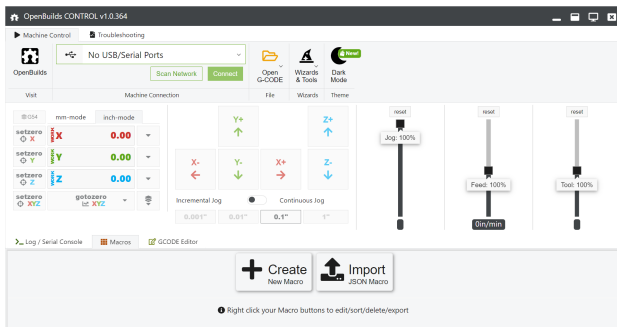 OpenBuilds CONTROL v1.0.364
Machine Control Troubleshooting
No USB/Serial Ports
New!
OpenBuilds Scan Network Connect Open G-CODE Wizards & Tools Dark Mode
Visit Machine Connection File Wizards Theme
G54 mm-mode inch-mode
setzero X WORK X 0.00
setzero Y WORK Y 0.00
setzero Z WORK Z 0.00
setzero XYZ gotozero XYZ
Y+ Z+
X- Y- X+ Z-
Incremental Jog Continuous Jog
0.001" 0.01" 0.1" 1"
reset reset reset
Jog: 100%
Feed: 100% Tool: 100%
0in/min
Log / Serial Console Macros GCODE Editor
Create New Macro Import JSON Macro
Right click your Macro buttons to edit/sort/delete/export